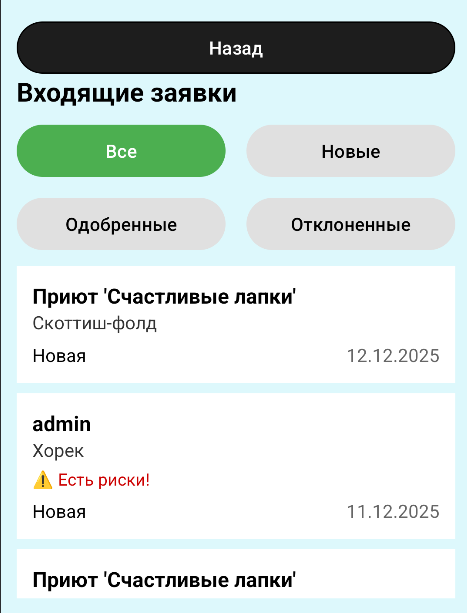 Назад
Входящие заявки
Все
Новые
Одобренные
Отклоненные
Приют 'Счастливые лапки'
Скоттиш-фолд
Новая 12.12.2025
admin
Хорек
⚠️ Есть риски!
Новая 11.12.2025
Приют 'Счастливые лапки'